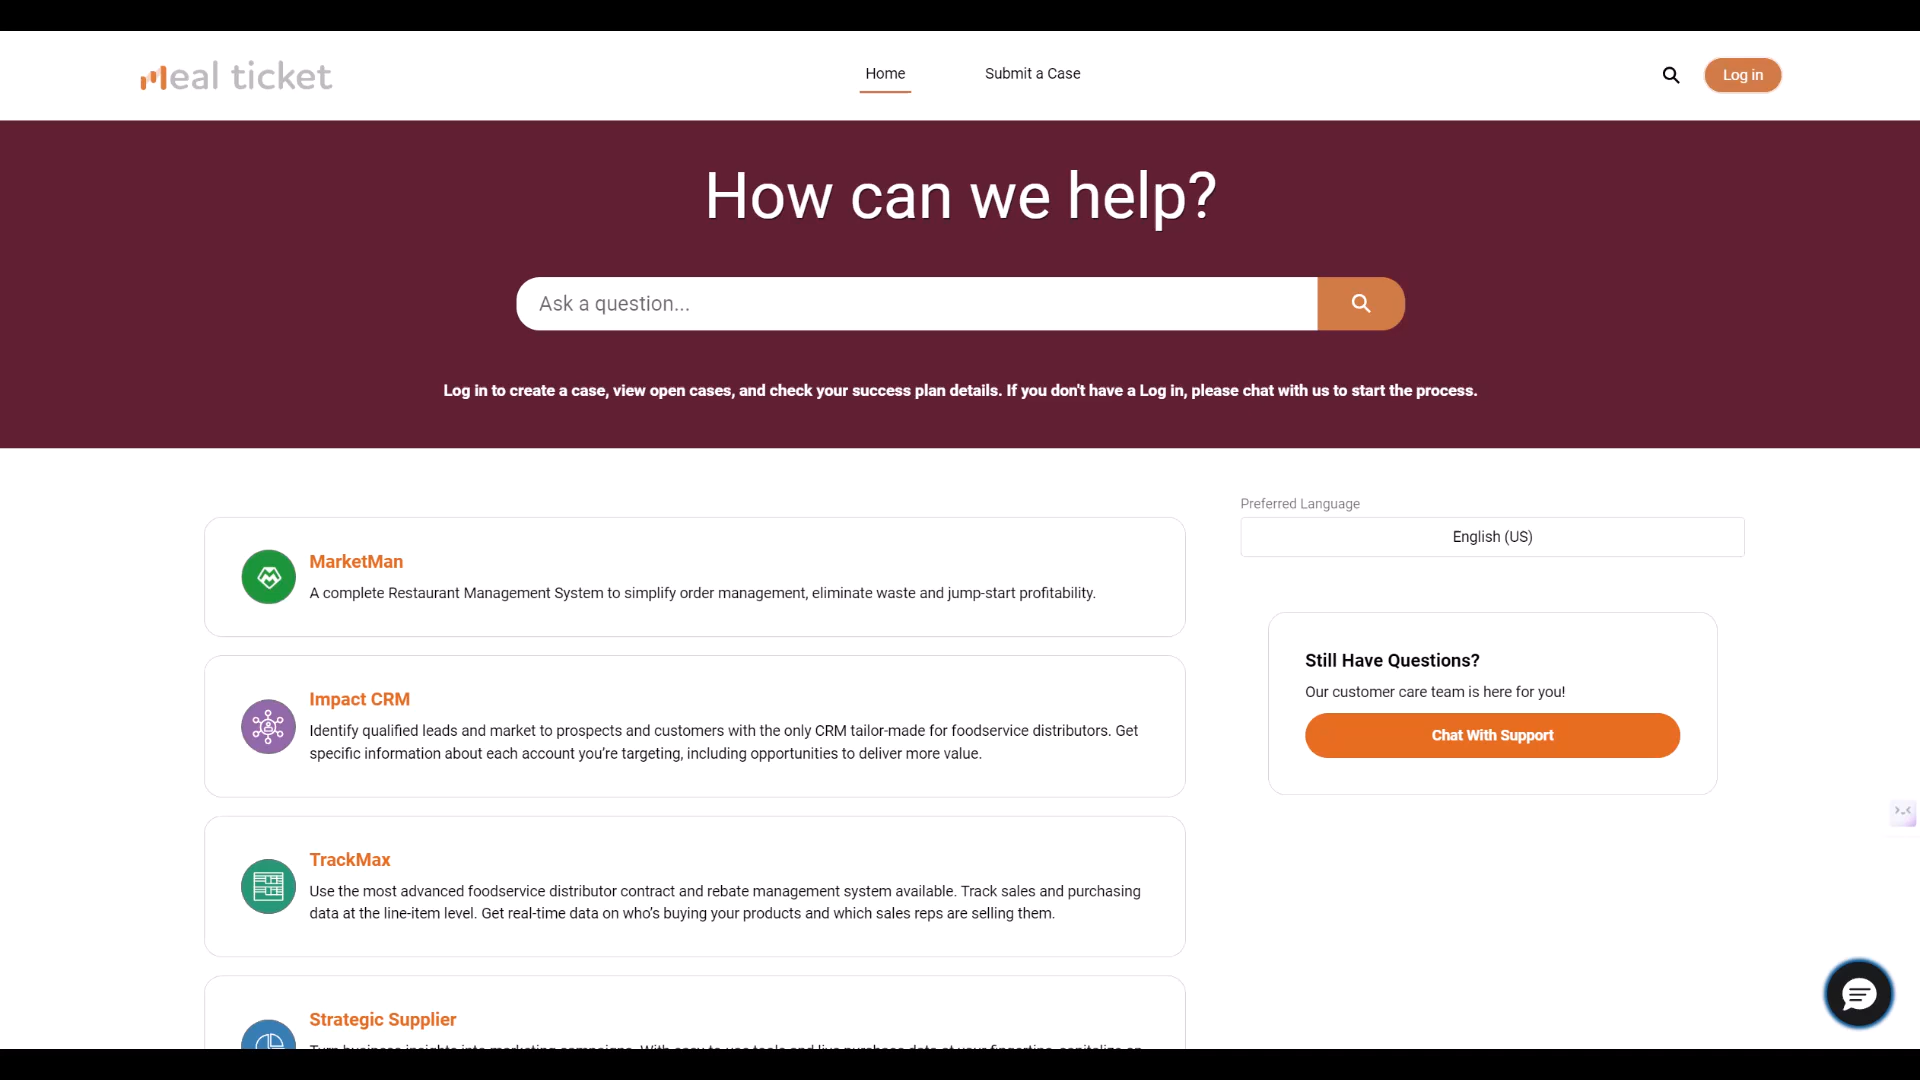 meal ticket
Home
Submit a Case
Log in
How can we help?
Ask a question...
Log in to create a case, view open cases, and check your success plan details. If you don't have a Log in, please chat with us to start the process.
MarketMan
A complete Restaurant Management System to simplify order management, eliminate waste and jump-start profitability.
Preferred Language
English (US)
Impact CRM
Identify qualified leads and market to prospects and customers with the only CRM tailor-made for foodservice distributors. Get
specific information about each account you’re targeting, including opportunities to deliver more value.
Still Have Questions?
Our customer care team is here for you!
Chat With Support
TrackMax
Use the most advanced foodservice distributor contract and rebate management system available. Track sales and purchasing
data at the line-item level. Get real-time data on who’s buying your products and which sales reps are selling them.
Strategic Supplier